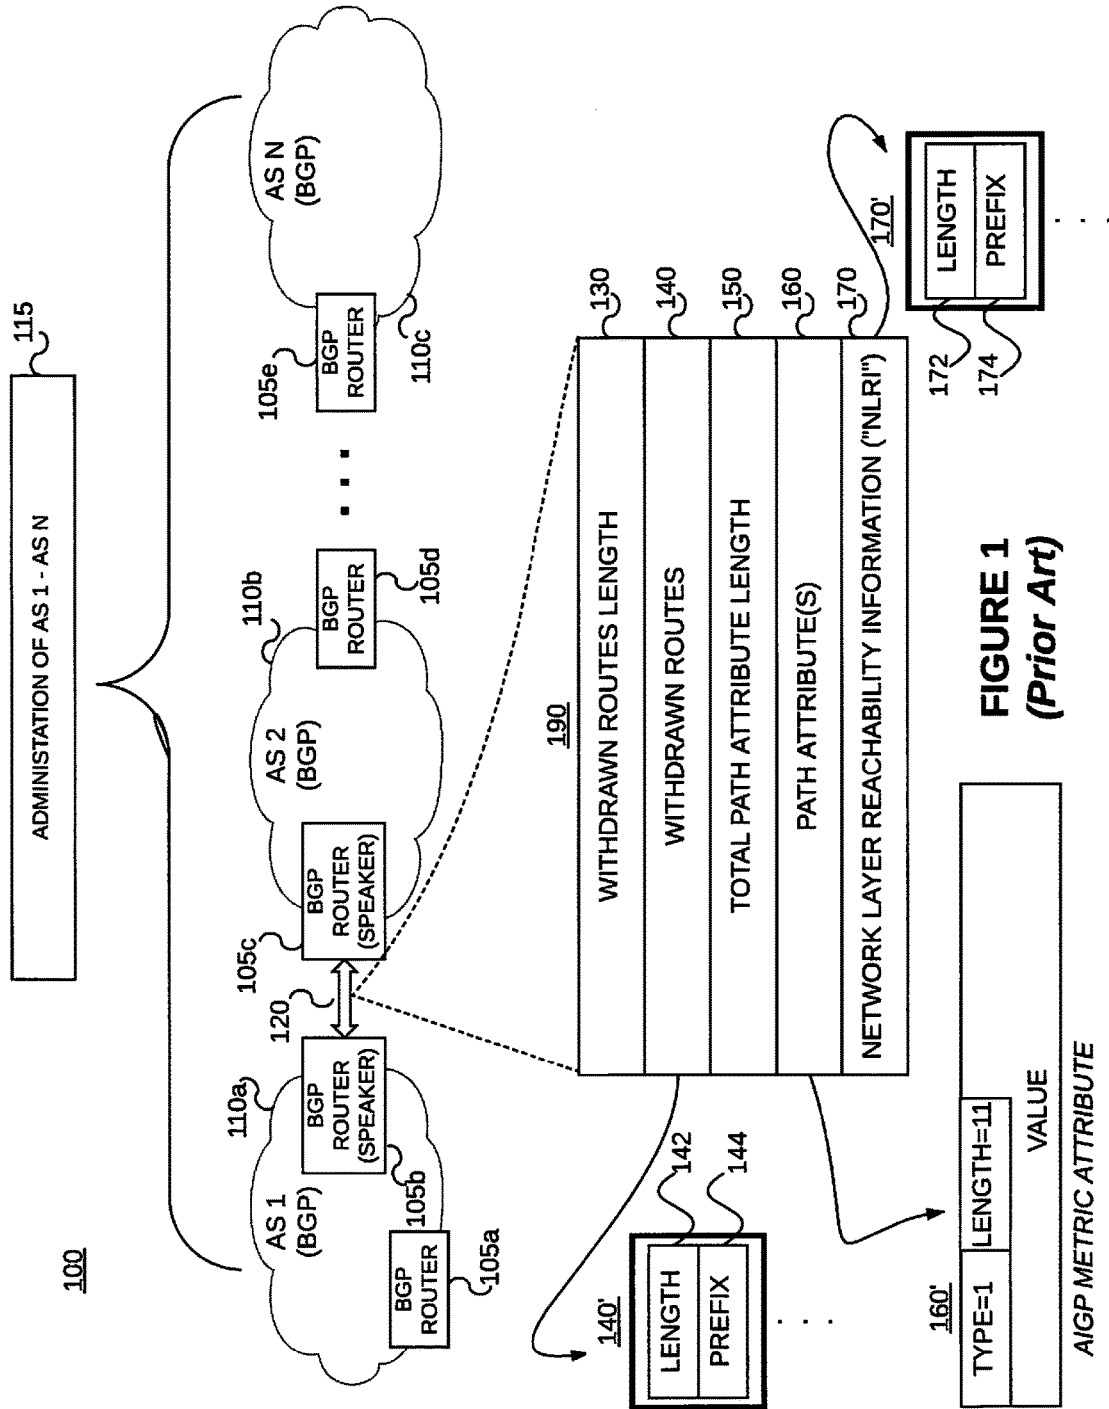 100
ADMINISTATION OF AS 1 - AS N
115
AS 1
(BGP)
110a
BGP
ROUTER
105a
BGP
ROUTER
(SPEAKER)
105b
120
105c
BGP
ROUTER
(SPEAKER)
AS 2
(BGP)
110b
BGP
ROUTER
105d
105e
BGP
ROUTER
AS N
(BGP)
110c
190
WITHDRAWN ROUTES LENGTH
130
WITHDRAWN ROUTES
140
TOTAL PATH ATTRIBUTE LENGTH
150
PATH ATTRIBUTE(S)
160
NETWORK LAYER REACHABILITY INFORMATION ("NLRI")
170
140'
LENGTH
142
PREFIX
144
170'
LENGTH
PREFIX
172
174
160'
TYPE=1
LENGTH=11
VALUE
AIGP METRIC ATTRIBUTE
FIGURE 1
(Prior Art)